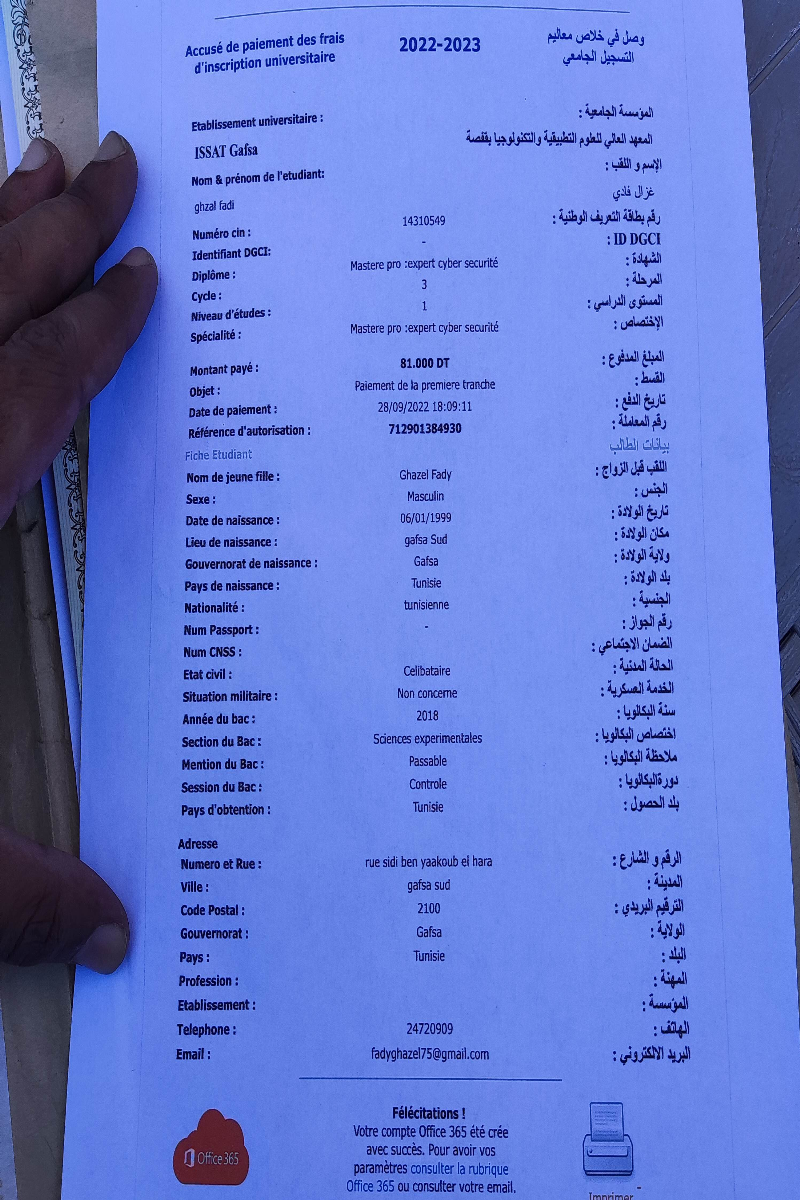 Accusé de paiement des frais d'inscription universitaire 2022-2023 وصل في خلاص معاليم التسجيل الجامعي
Etablissement universitaire : المؤسسة الجامعية :
ISSAT Gafsa المعهد العالي للعلوم التطبيقية والتكنولوجيا بقفصة
Nom & prénom de l'etudiant: الإسم و اللقب :
ghzal fadi غزال فادي
Numéro cin : 14310549 رقم بطاقة التعريف الوطنية :
Identifiant DGCI: - ID DGCI :
Diplôme : Mastere pro :expert cyber securité الشهادة :
Cycle : 3 المرحلة :
Niveau d'études : 1 المستوى الدراسي :
Spécialité : Mastere pro :expert cyber securité الإختصاص :
Montant payé : 81.000 DT المبلغ المدفوع :
Objet : Paiement de la premiere tranche القسط :
Date de paiement : 28/09/2022 18:09:11 تاريخ الدفع :
Référence d'autorisation : 712901384930 رقم المعاملة :
Fiche Etudiant بيانات الطالب
Nom de jeune fille : Ghazel Fady اللقب قبل الزواج :
Sexe : Masculin الجنس :
Date de naissance : 06/01/1999 تاريخ الولادة :
Lieu de naissance : gafsa Sud مكان الولادة :
Gouvernorat de naissance : Gafsa ولاية الولادة :
Pays de naissance : Tunisie بلد الولادة :
Nationalité : tunisienne الجنسية :
Num Passport : - رقم الجواز :
Num CNSS : الضمان الاجتماعي :
Etat civil : Celibataire الحالة المدنية :
Situation militaire : Non concerne الخدمة العسكرية :
Année du bac : 2018 سنة البكالويا :
Section du Bac : Sciences experimentales اختصاص البكالويا :
Mention du Bac : Passable ملاحظة البكالويا :
Session du Bac : Controle دورةالبكالويا :
Pays d'obtention : Tunisie بلد الحصول :
Adresse
Numero et Rue : rue sidi ben yaakoub el hara الرقم و الشارع :
Ville : gafsa sud المدينة :
Code Postal : 2100 الترقيم البريدي :
Gouvernorat : Gafsa الولاية :
Pays : Tunisie البلد :
Profession : المهنة :
Etablissement : المؤسسة :
Telephone : 24720909 الهاتف :
Email : fadyghazel75@gmail.com البريد الالكتروني :
Félécitations !
Votre compte Office 365 été crée
avec succès. Pour avoir vos
paramètres consulter la rubrique
Office 365 ou consulter votre email.
Office 365
Imprimer